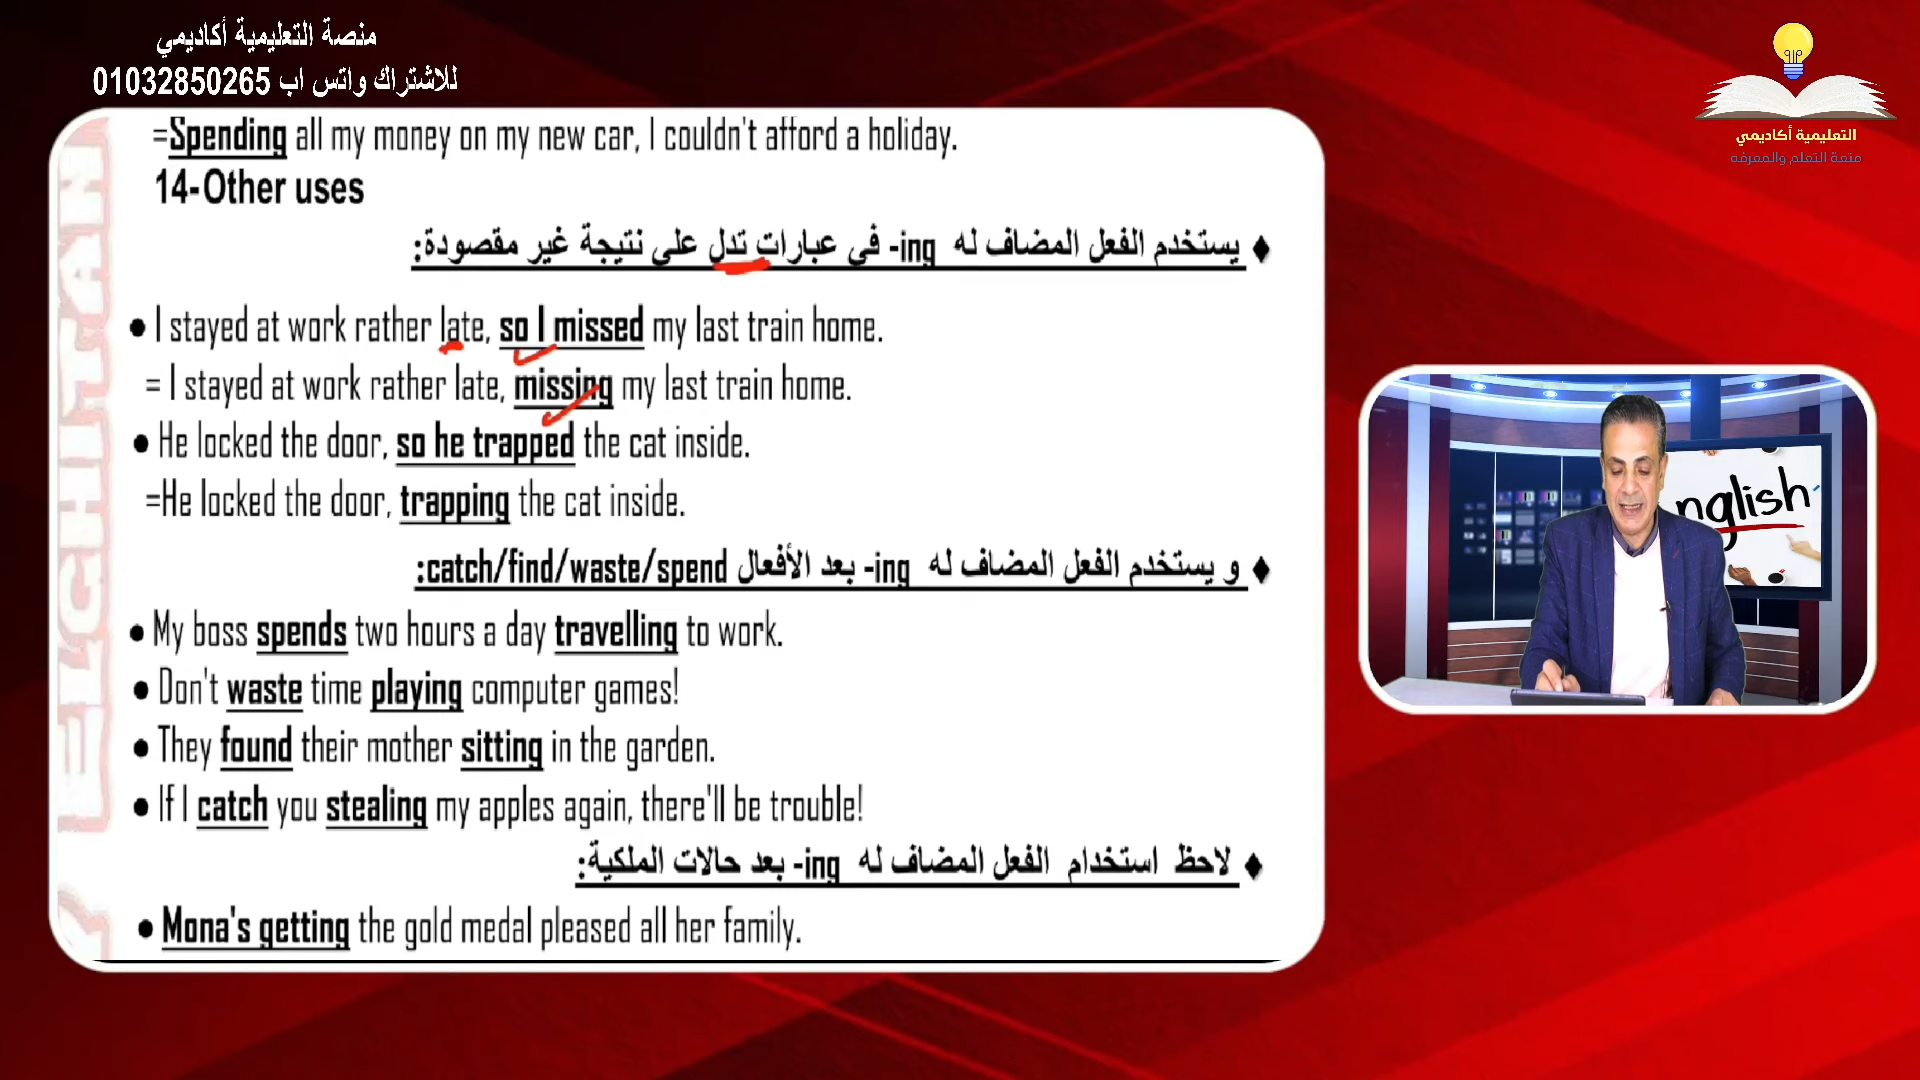 منصة التعليمية أكاديمي
للاشتراك واتس اب 01032850265
التعليمية أكاديمي
متعة التعلم والمعرفه
=Spending all my money on my new car, I couldn't afford a holiday.
14-Other uses
♦ يستخدم الفعل المضاف له ing- في عبارات تدل على نتيجة غير مقصودة:
● I stayed at work rather late, so I missed my last train home.
= I stayed at work rather late, missing my last train home.
● He locked the door, so he trapped the cat inside.
=He locked the door, trapping the cat inside.
♦ و يستخدم الفعل المضاف له ing- بعد الأفعال catch/find/waste/spend:
● My boss spends two hours a day travelling to work.
● Don't waste time playing computer games!
● They found their mother sitting in the garden.
● If I catch you stealing my apples again, there'll be trouble!
♦ لاحظ استخدام الفعل المضاف له ing- بعد حالات الملكية:
● Mona's getting the gold medal pleased all her family.
ELGHITANY
nglish